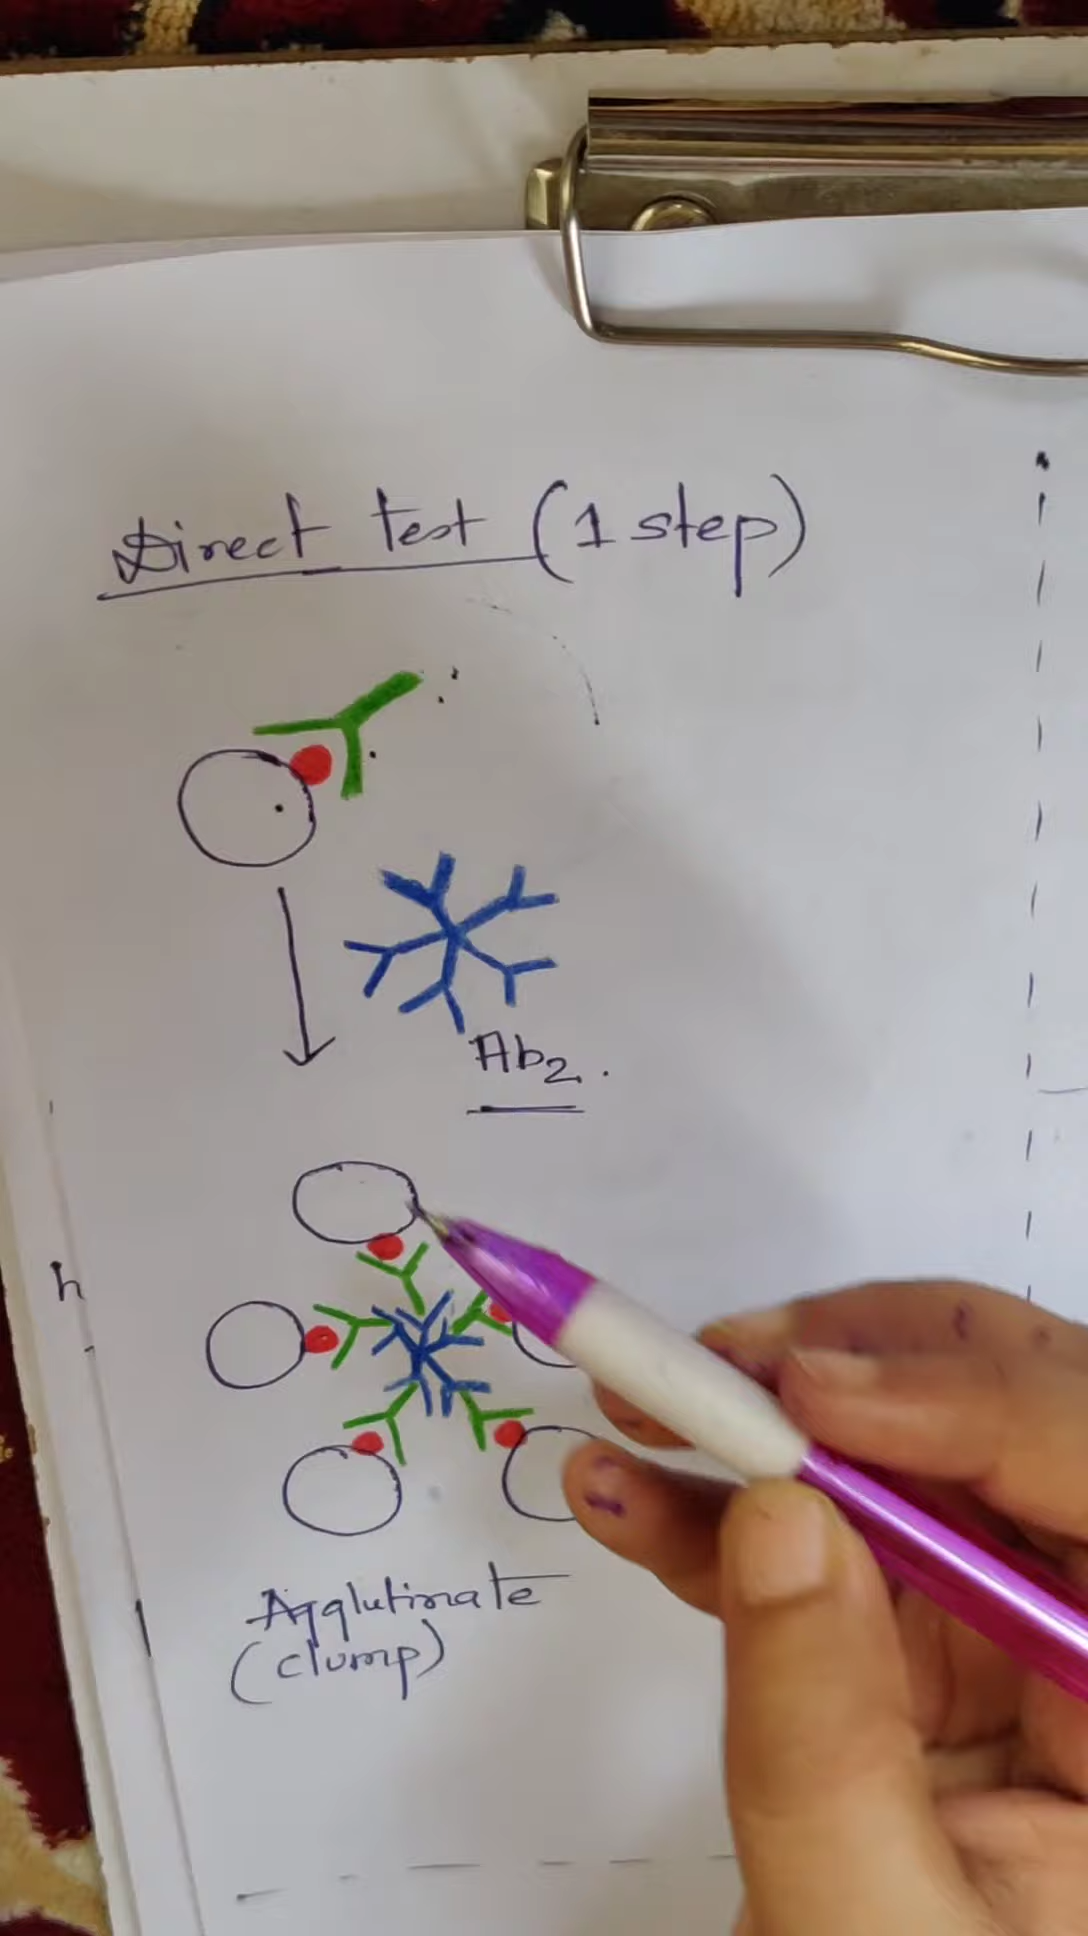 Direct test (1 step)
Ab2.
h
Agglutinate
(clump)